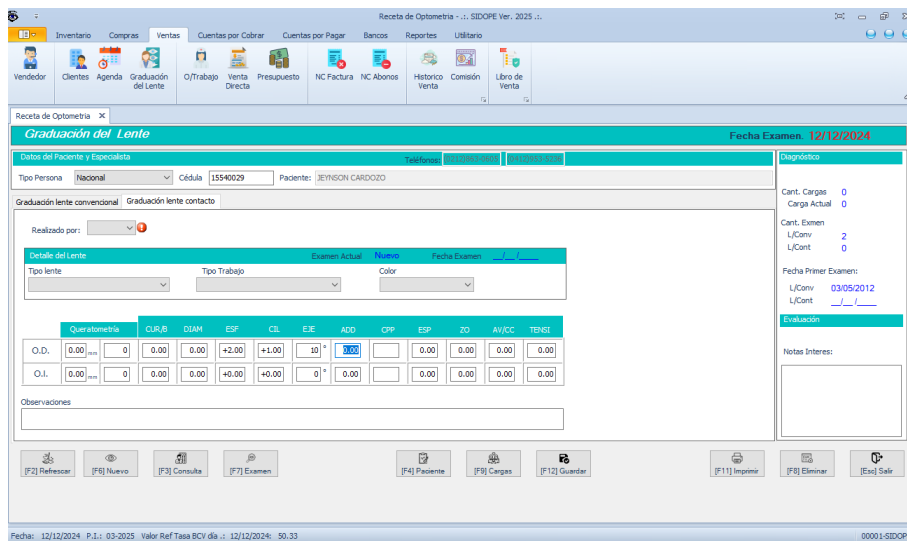 Receta de Optometria - .:. SIDOPE Ver. 2025 .:.
Inventario Compras Ventas Cuentas por Cobrar Cuentas por Pagar Bancos Reportes Utilitario
Vendedor Clientes Agenda Graduación del Lente O/Trabajo Venta Directa Presupuesto NC Factura NC Abonos Historico Venta Comisión Libro de Venta
Receta de Optometria X
Graduación del Lente Fecha Examen. 12/12/2024
Datos del Paciente y Especialista Teléfonos:
Tipo Persona Nacional Cédula 15540029 Paciente: JEYNSON CARDOZO
Graduación lente convencional Graduación lente contacto
Realizado por:
Detalle del Lente Examen Actual Nuevo Fecha Examen __/__/____
Tipo lente Tipo Trabajo Color
Queratometría CUR/B DIAM ESF CIL EJE ADD CPP ESP ZO AV/CC TENSI
O.D. 0.00 mm 0 0.00 0.00 +2.00 +1.00 10 ° 0.00 0.00 0.00 0.00 0.00
O.I. 0.00 mm 0 0.00 0.00 +0.00 +0.00 0 ° 0.00 0.00 0.00 0.00 0.00
Observaciones
Diagnóstico
Cant. Cargas 0
Carga Actual 0
Cant. Exmen
L/Conv 2
L/Cont 0
Fecha Primer Examen:
L/Conv 03/05/2012
L/Cont __/__/____
Evaluación
Notas Interes:
[F2] Refrescar [F6] Nuevo [F3] Consulta [F7] Examen [F4] Paciente [F9] Cargas [F12] Guardar [F11] Imprimir [F8] Eliminar [Esc] Salir
Fecha: 12/12/2024 P.I.: 03-2025 Valor Ref Tasa BCV día .: 12/12/2024: 50.33 00001-SIDOP